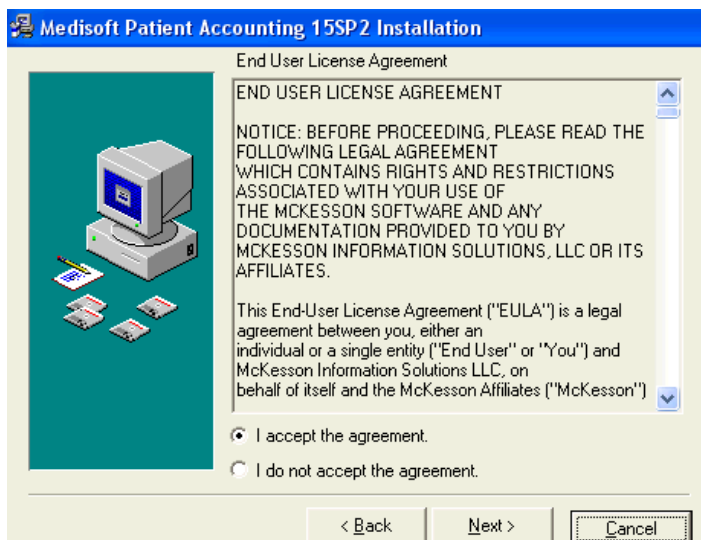 Medisoft Patient Accounting 15SP2 Installation
End User License Agreement
END USER LICENSE AGREEMENT
NOTICE: BEFORE PROCEEDING, PLEASE READ THE
FOLLOWING LEGAL AGREEMENT
WHICH CONTAINS RIGHTS AND RESTRICTIONS
ASSOCIATED WITH YOUR USE OF
THE MCKESSON SOFTWARE AND ANY
DOCUMENTATION PROVIDED TO YOU BY
MCKESSON INFORMATION SOLUTIONS, LLC OR ITS
AFFILIATES.
This End-User License Agreement ("EULA") is a legal
agreement between you, either an
individual or a single entity ("End User" or "You") and
McKesson Information Solutions LLC, on
behalf of itself and the McKesson Affiliates ("McKesson")
I accept the agreement.
I do not accept the agreement.
< Back
Next >
Cancel